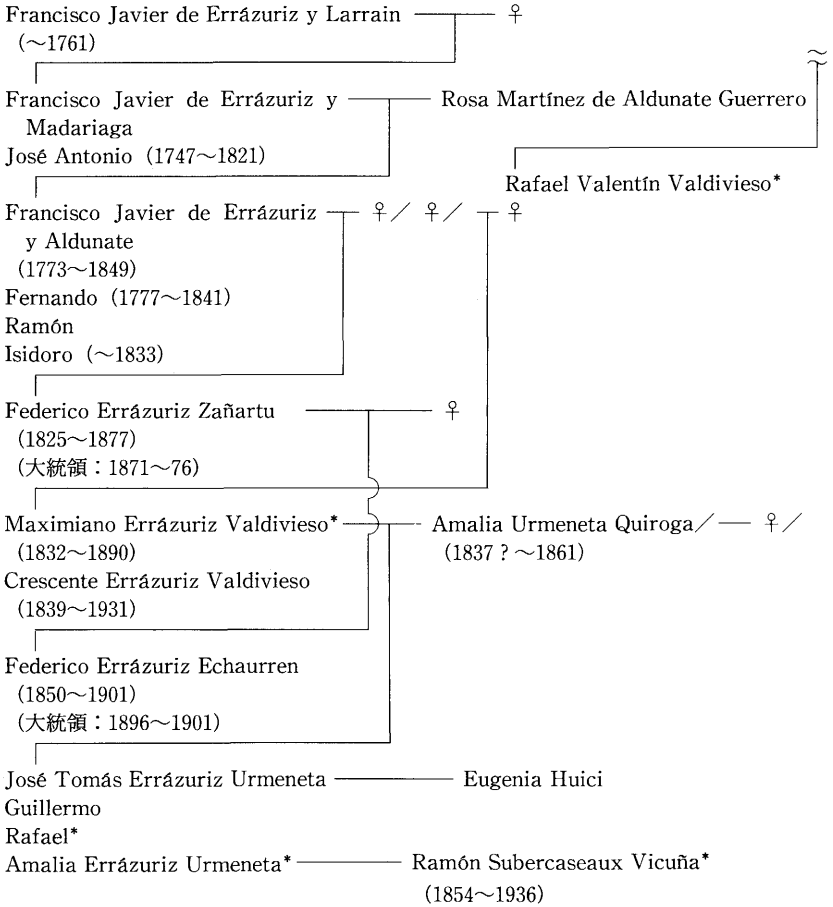 Francisco Javier de Errázuriz y Larrain ♀
(～1761)
Francisco Javier de Errázuriz y Rosa Martínez de Aldunate Guerrero
Madariaga
José Antonio (1747～1821)
Rafael Valentín Valdivieso*
Francisco Javier de Errázuriz ♀／ ♀／ ♀
y Aldunate
(1773～1849)
Fernando (1777～1841)
Ramón
Isidoro (～1833)
Federico Errázuriz Zañartu ♀
(1825～1877)
(大統領：1871～76)
Maximiano Errázuriz Valdivieso* Amalia Urmeneta Quiroga／ ♀／
(1832～1890) (1837？～1861)
Crescente Errázuriz Valdivieso
(1839～1931)
Federico Errázuriz Echaurren
(1850～1901)
(大統領：1896～1901)
José Tomás Errázuriz Urmeneta Eugenia Huici
Guillermo
Rafael*
Amalia Errázuriz Urmeneta* Ramón Subercaseaux Vicuña*
(1854～1936)